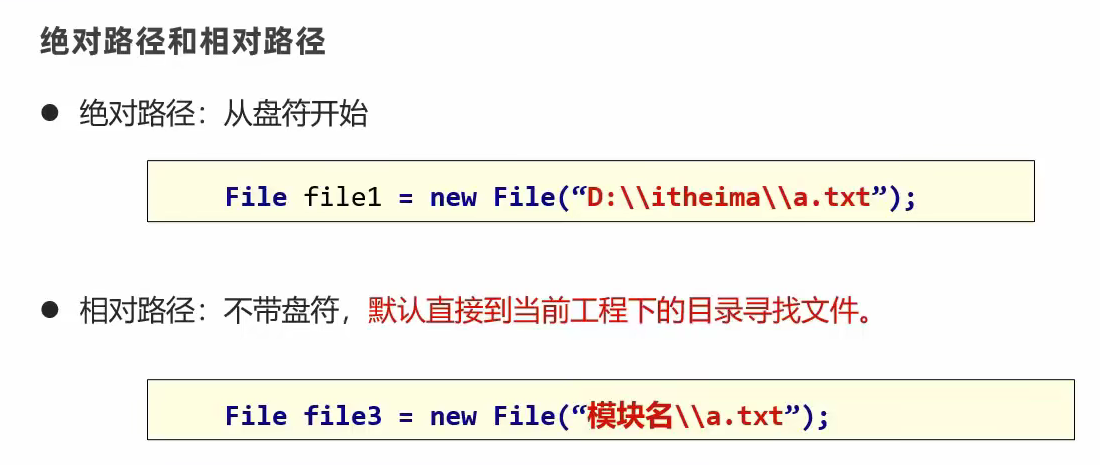 绝对路径和相对路径
● 绝对路径：从盘符开始
File file1 = new File(“D:\\itheima\\a.txt”);
● 相对路径：不带盘符，默认直接到当前工程下的目录寻找文件。
File file3 = new File(“模块名\\a.txt”);